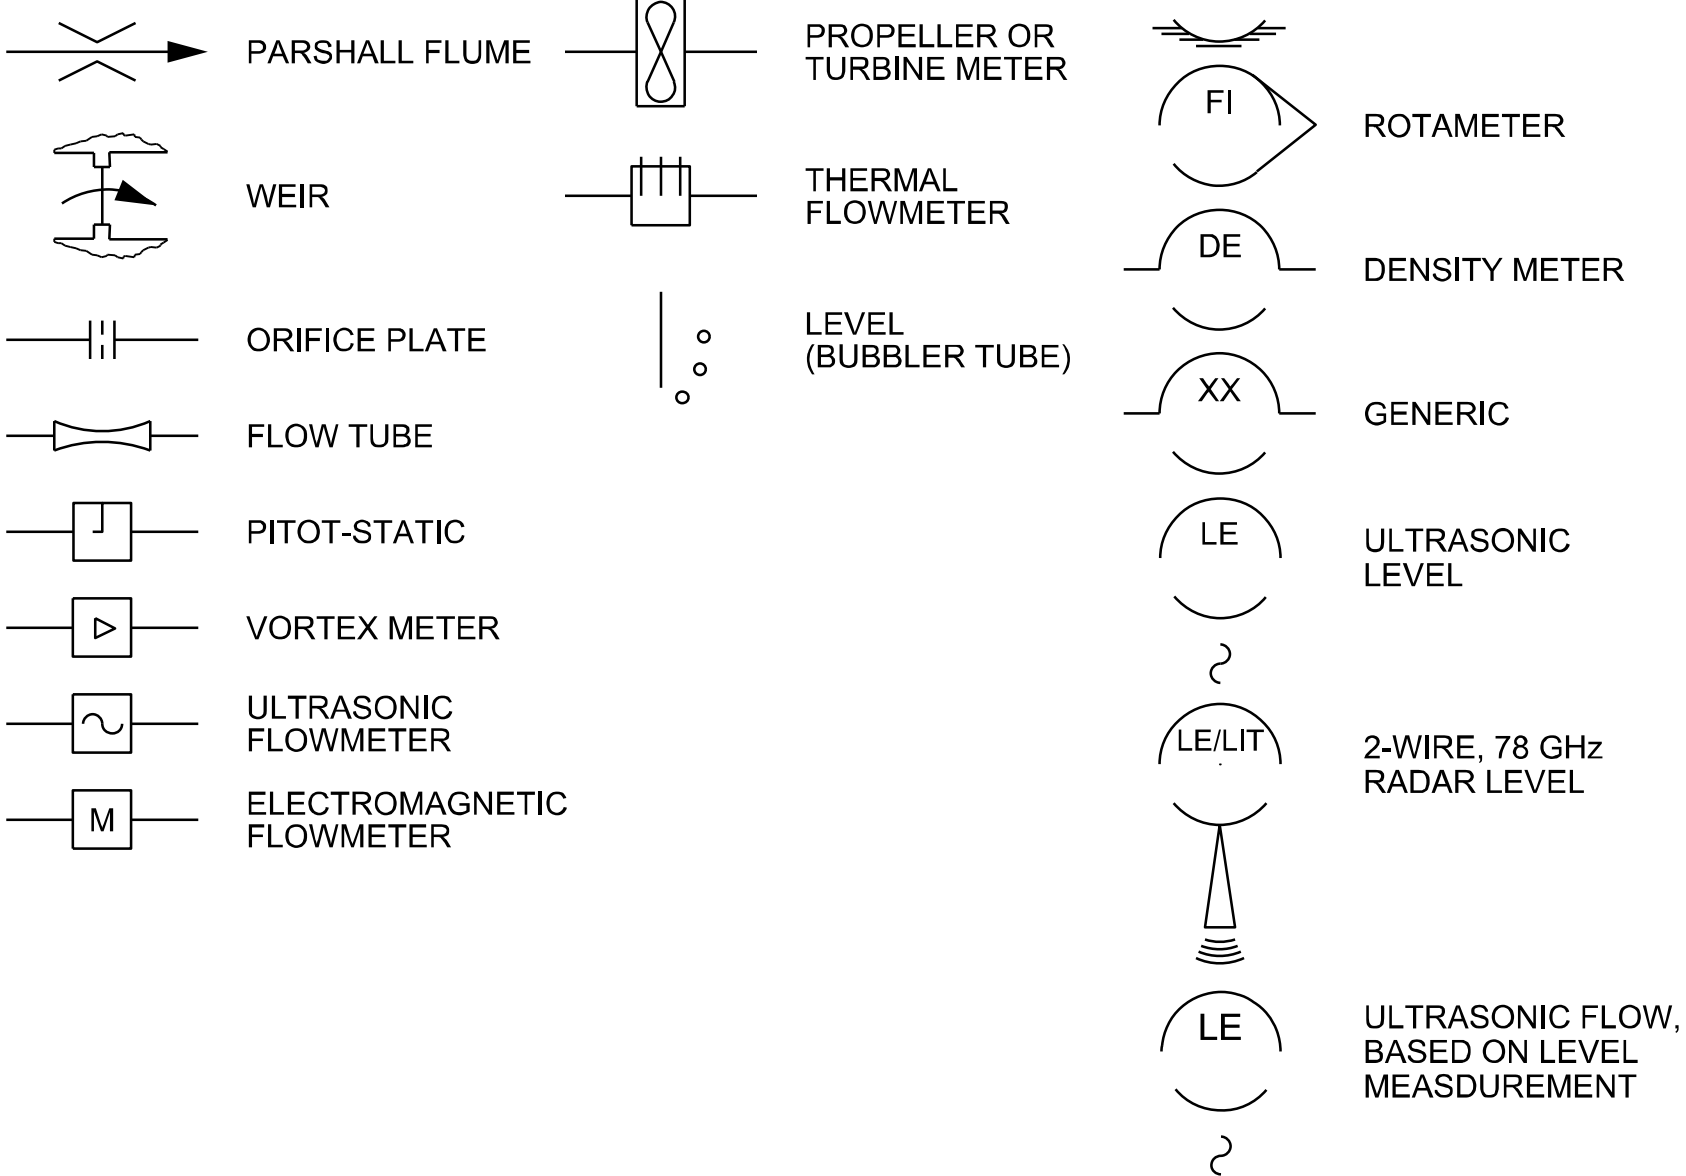 PARSHALL FLUME
WEIR
ORIFICE PLATE
FLOW TUBE
PITOT-STATIC
VORTEX METER
ULTRASONIC
FLOWMETER
M
ELECTROMAGNETIC
FLOWMETER
PROPELLER OR
TURBINE METER
THERMAL
FLOWMETER
LEVEL
(BUBBLER TUBE)
FI
ROTAMETER
DE
DENSITY METER
XX
GENERIC
LE
ULTRASONIC
LEVEL
LE/LIT
2-WIRE, 78 GHz
RADAR LEVEL
LE
ULTRASONIC FLOW,
BASED ON LEVEL
MEASDUREMENT